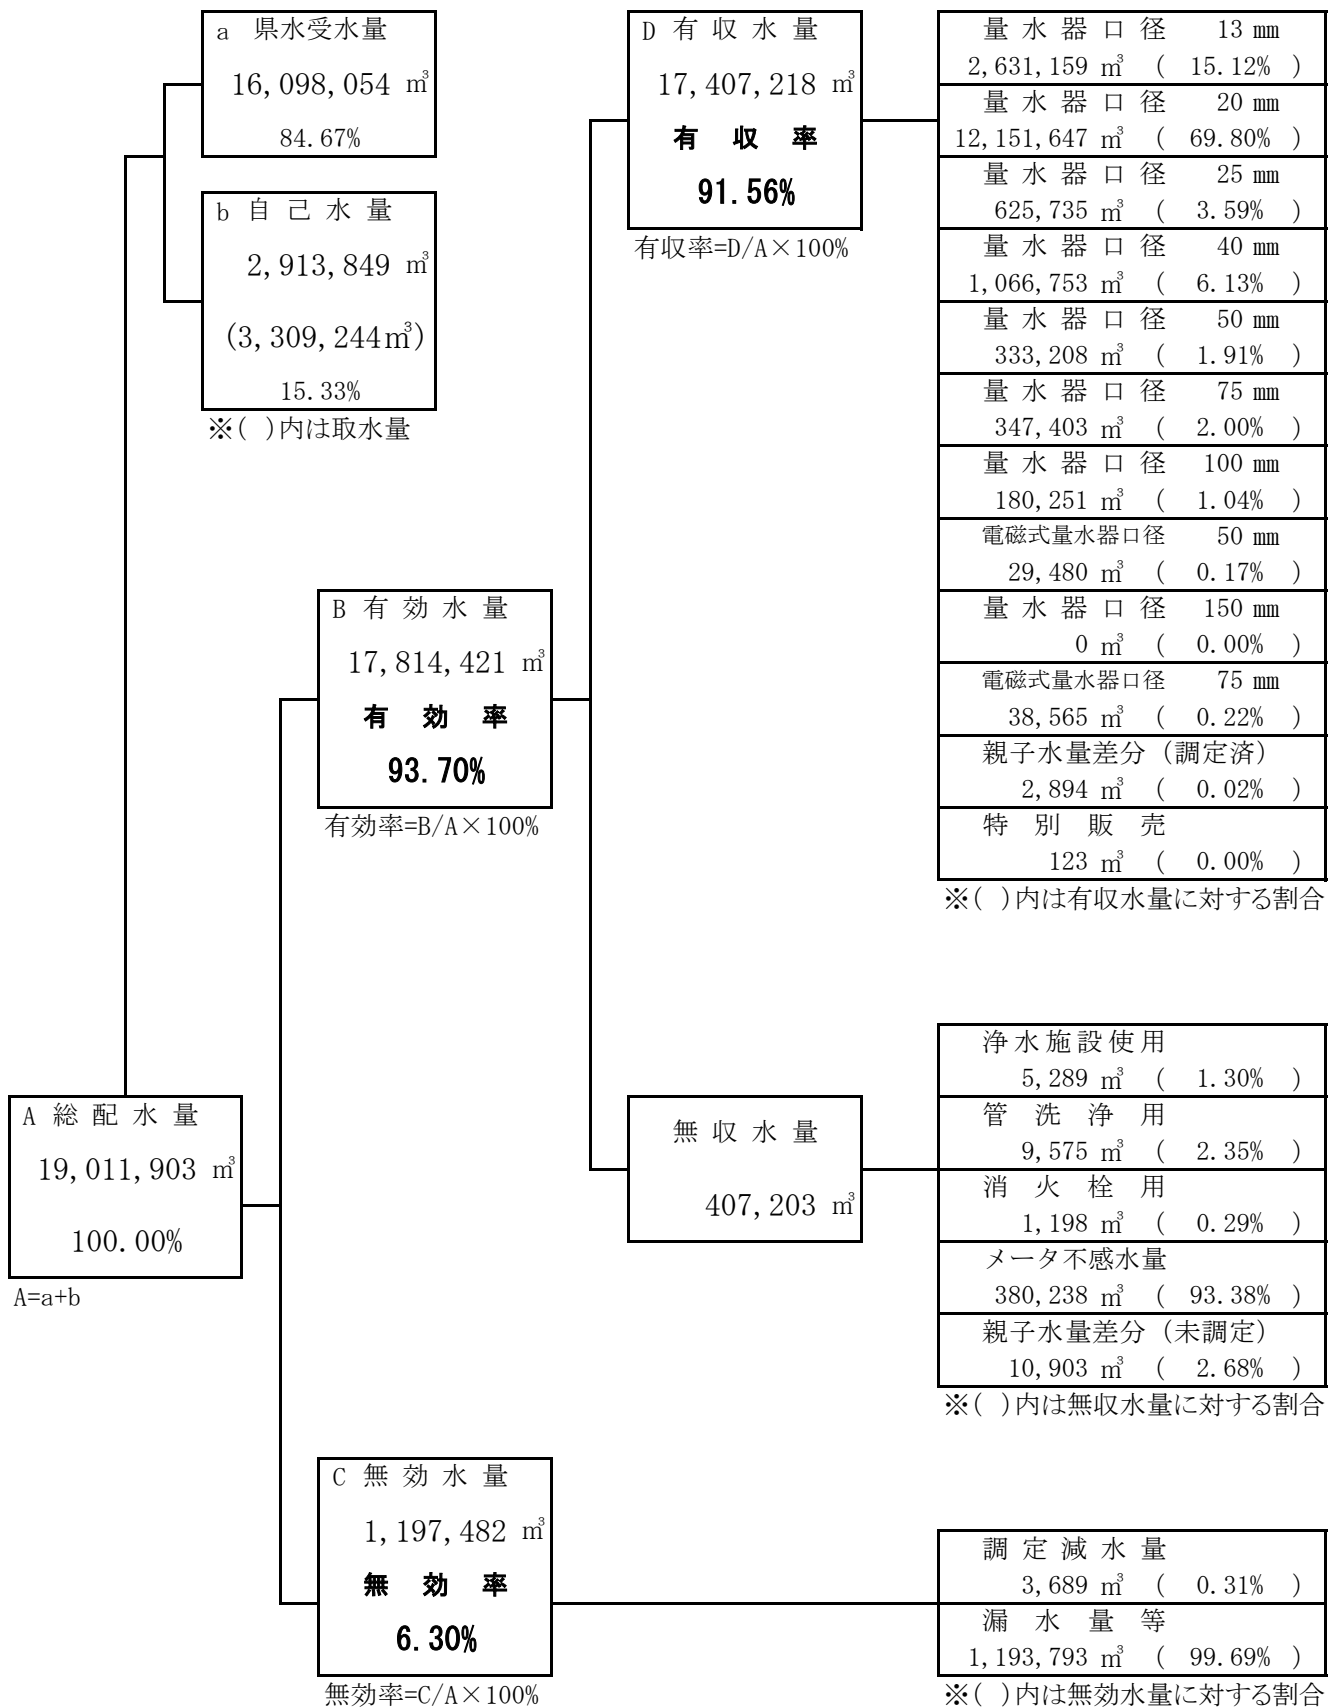 a 県水受水量
16,098,054 ㎥
84.67%
b 自己水量
2,913,849 ㎥
(3,309,244㎥)
15.33%
※( )内は取水量
A 総配水量
19,011,903 ㎥
100.00%
A=a+b
B 有効水量
17,814,421 ㎥
有効率
93.70%
有効率=B/A×100%
C 無効水量
1,197,482 ㎥
無効率
6.30%
無効率=C/A×100%
D 有収水量
17,407,218 ㎥
有収率
91.56%
有収率=D/A×100%
無収水量
407,203 ㎥
量水器口径 13 ㎜
2,631,159 ㎥ ( 15.12% )
量水器口径 20 ㎜
12,151,647 ㎥ ( 69.80% )
量水器口径 25 ㎜
625,735 ㎥ ( 3.59% )
量水器口径 40 ㎜
1,066,753 ㎥ ( 6.13% )
量水器口径 50 ㎜
333,208 ㎥ ( 1.91% )
量水器口径 75 ㎜
347,403 ㎥ ( 2.00% )
量水器口径 100 ㎜
180,251 ㎥ ( 1.04% )
電磁式量水器口径 50 ㎜
29,480 ㎥ ( 0.17% )
量水器口径 150 ㎜
0 ㎥ ( 0.00% )
電磁式量水器口径 75 ㎜
38,565 ㎥ ( 0.22% )
親子水量差分（調定済）
2,894 ㎥ ( 0.02% )
特別販売
123 ㎥ ( 0.00% )
※( )内は有収水量に対する割合
浄水施設使用
5,289 ㎥ ( 1.30% )
管洗浄用
9,575 ㎥ ( 2.35% )
消火栓用
1,198 ㎥ ( 0.29% )
メータ不感水量
380,238 ㎥ ( 93.38% )
親子水量差分（未調定）
10,903 ㎥ ( 2.68% )
※( )内は無収水量に対する割合
調定減水量
3,689 ㎥ ( 0.31% )
漏水量等
1,193,793 ㎥ ( 99.69% )
※( )内は無効水量に対する割合